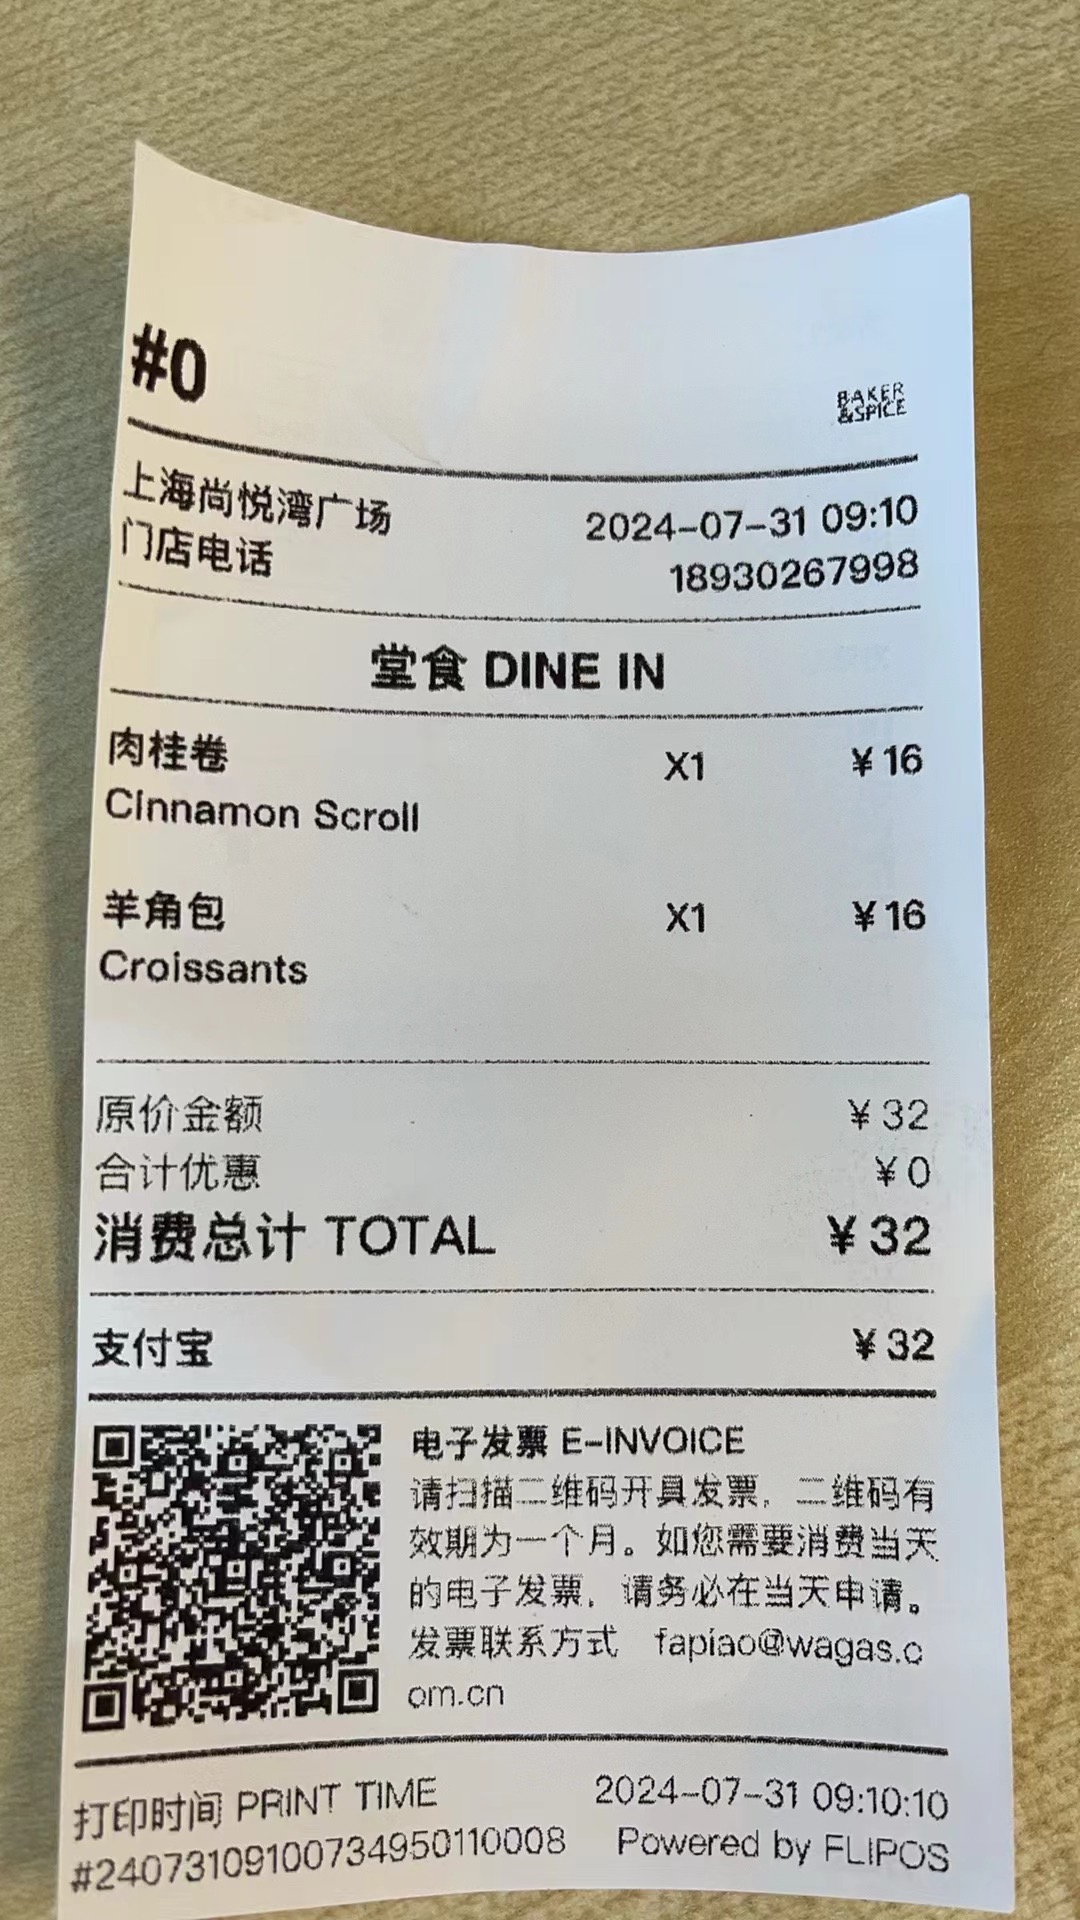 #0
BAKER
&SPICE
上海尚悦湾广场 2024-07-31 09:10
门店电话 18930267998
堂食 DINE IN
肉桂卷 X1 ¥16
Cinnamon Scroll
羊角包 X1 ¥16
Croissants
原价金额 ¥32
合计优惠 ¥0
消费总计 TOTAL ¥32
支付宝 ¥32
电子发票 E-INVOICE
请扫描二维码开具发票，二维码有
效期为一个月。如您需要消费当天
的电子发票，请务必在当天申请。
发票联系方式 fapiao@wagas.c
om.cn
打印时间 PRINT TIME 2024-07-31 09:10:10
#24073109100734950110008 Powered by FLIPOS